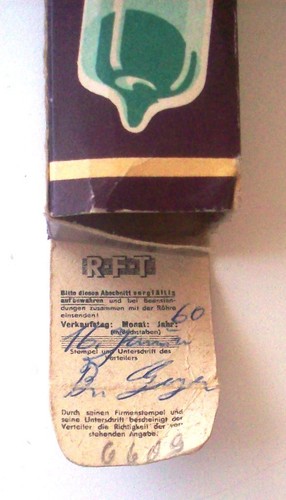 R·F·T
Bitte diesen Abschnitt sorgfältig
aufbewahren und bei Beanstan-
dungen zusammen mit der Röhre
einsenden!
Verkaufstag: Monat: Jahr:
60
(in Buchstaben)
16. Januar
Stempel und Unterschrift des
Verteilers
Durch seinen Firmenstempel und
seine Unterschrift bescheinigt der
Verteiler die Richtigkeit der vor-
stehenden Angabe.
6609